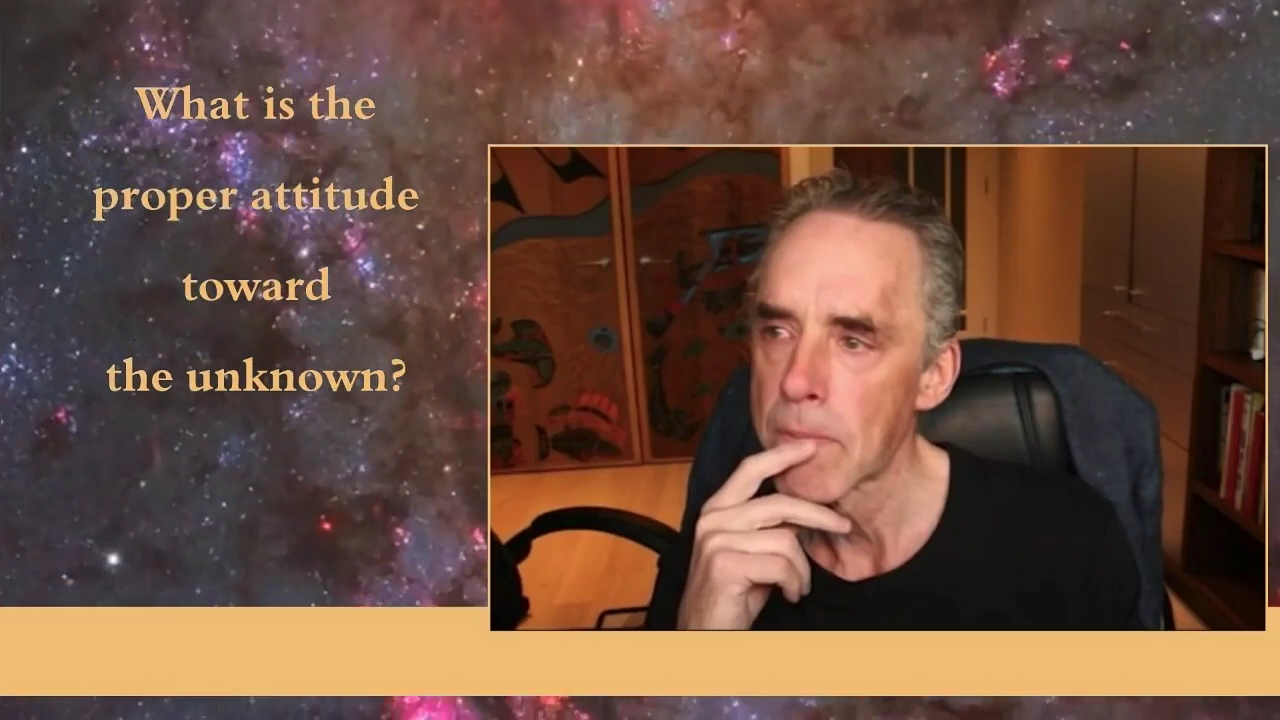 What is the
proper attitude
toward
the unknown?